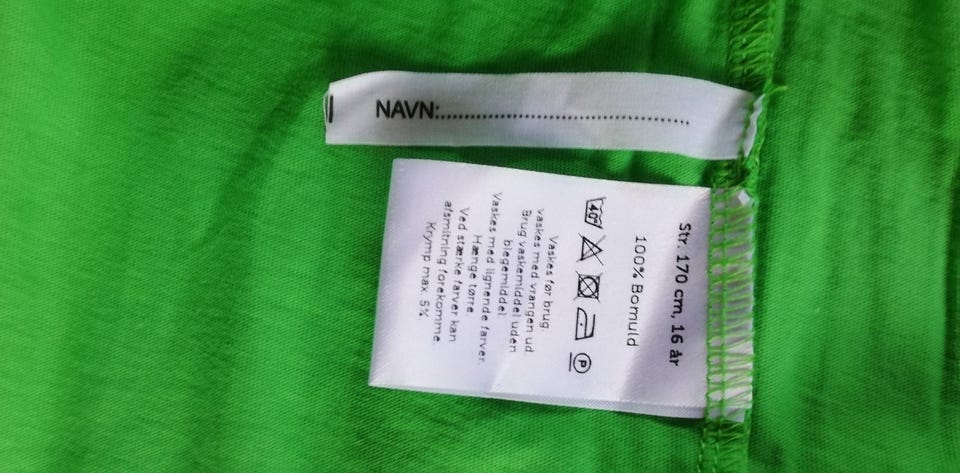 NAVN:......................................
Str. 170 cm, 16 år
100% Bomuld
40° P
Vaskes før brug.
vaskes med vrangen ud.
Brug vaskemiddel uden
blegemiddel.
Vaskes med lignende farver.
Hænge tørre.
Ved stærke farver kan
afsmitning forekomme.
Krymp max. 5%.